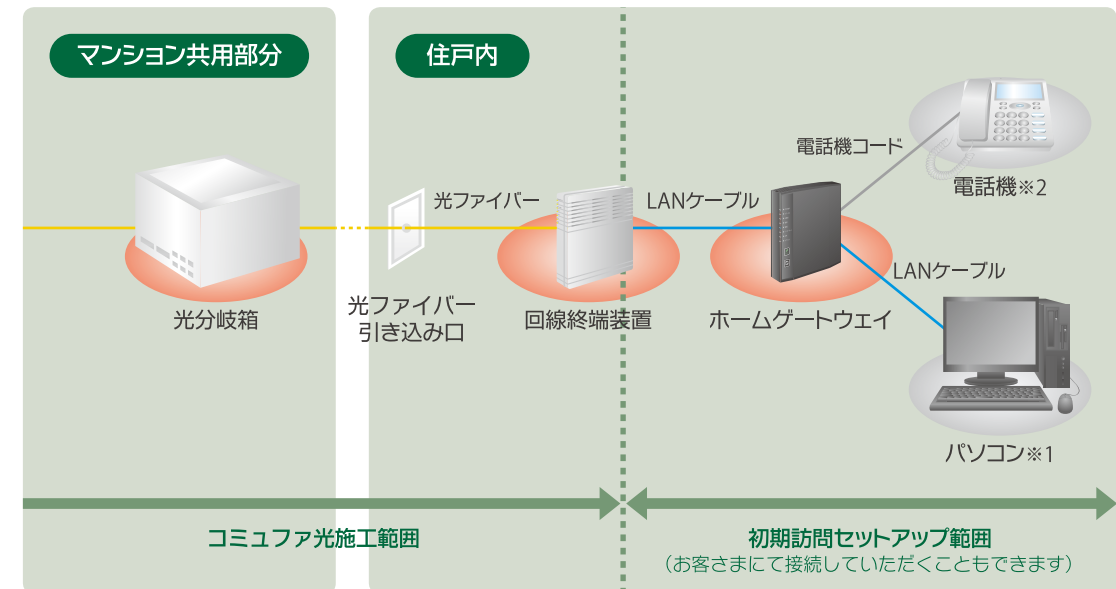 マンション共用部分
住戸内
電話機コード
電話機※2
光ファイバー
LANケーブル
LANケーブル
光分岐箱
光ファイバー
引き込み口
回線終端装置
ホームゲートウェイ
パソコン※1
コミュファ光施工範囲
初期訪問セットアップ範囲
（お客さまにて接続していただくこともできます）